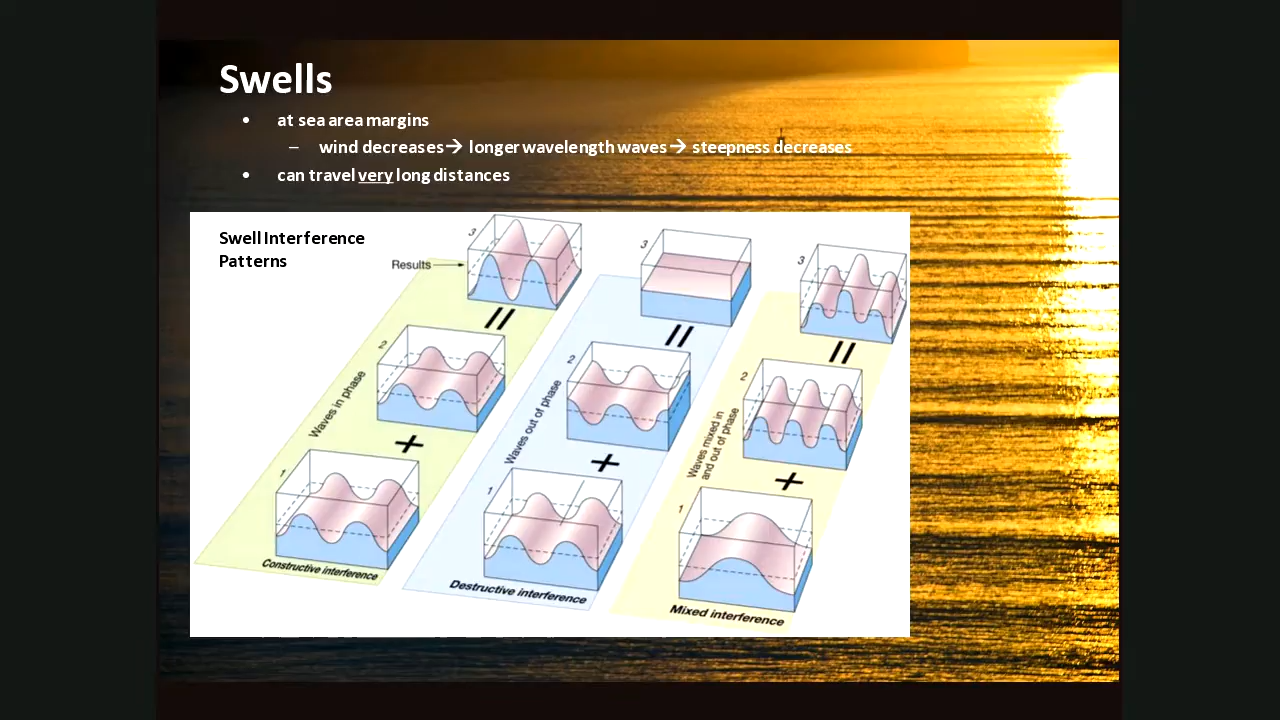 Swells
• at sea area margins
– wind decreases→ longer wavelength waves→ steepness decreases
• can travel very long distances
Swell Interference
Patterns
Results
3
3
3
=
=
=
2
Waves in phase
2
Waves out of phase
2
Waves mixed in
and out of phase
+
+
+
1
1
1
Constructive interference
Destructive interference
Mixed interference